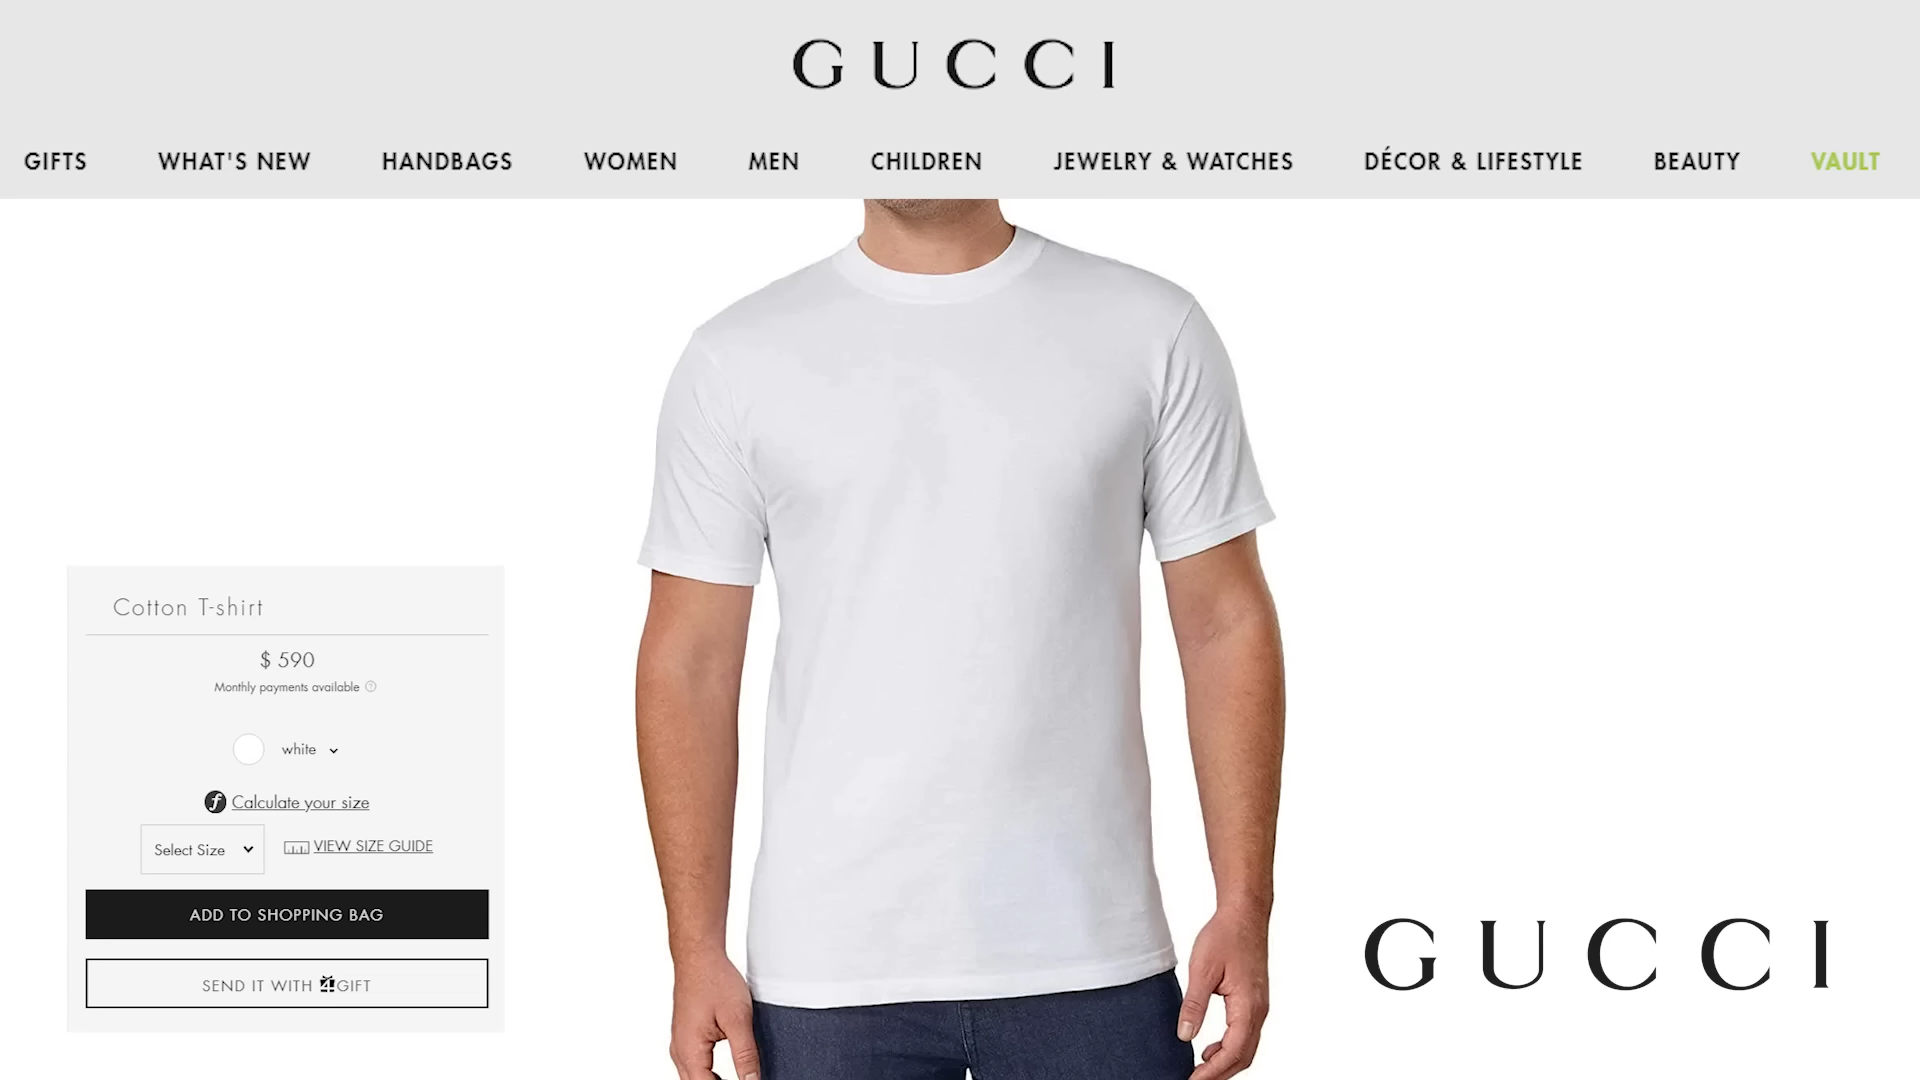 GUCCI
GIFTS WHAT'S NEW HANDBAGS WOMEN MEN CHILDREN JEWELRY & WATCHES DÉCOR & LIFESTYLE BEAUTY VAULT
Cotton T-shirt
$ 590
Monthly payments available ?
white
f Calculate your size
Select Size VIEW SIZE GUIDE
ADD TO SHOPPING BAG
SEND IT WITH 4GIFT
GUCCI